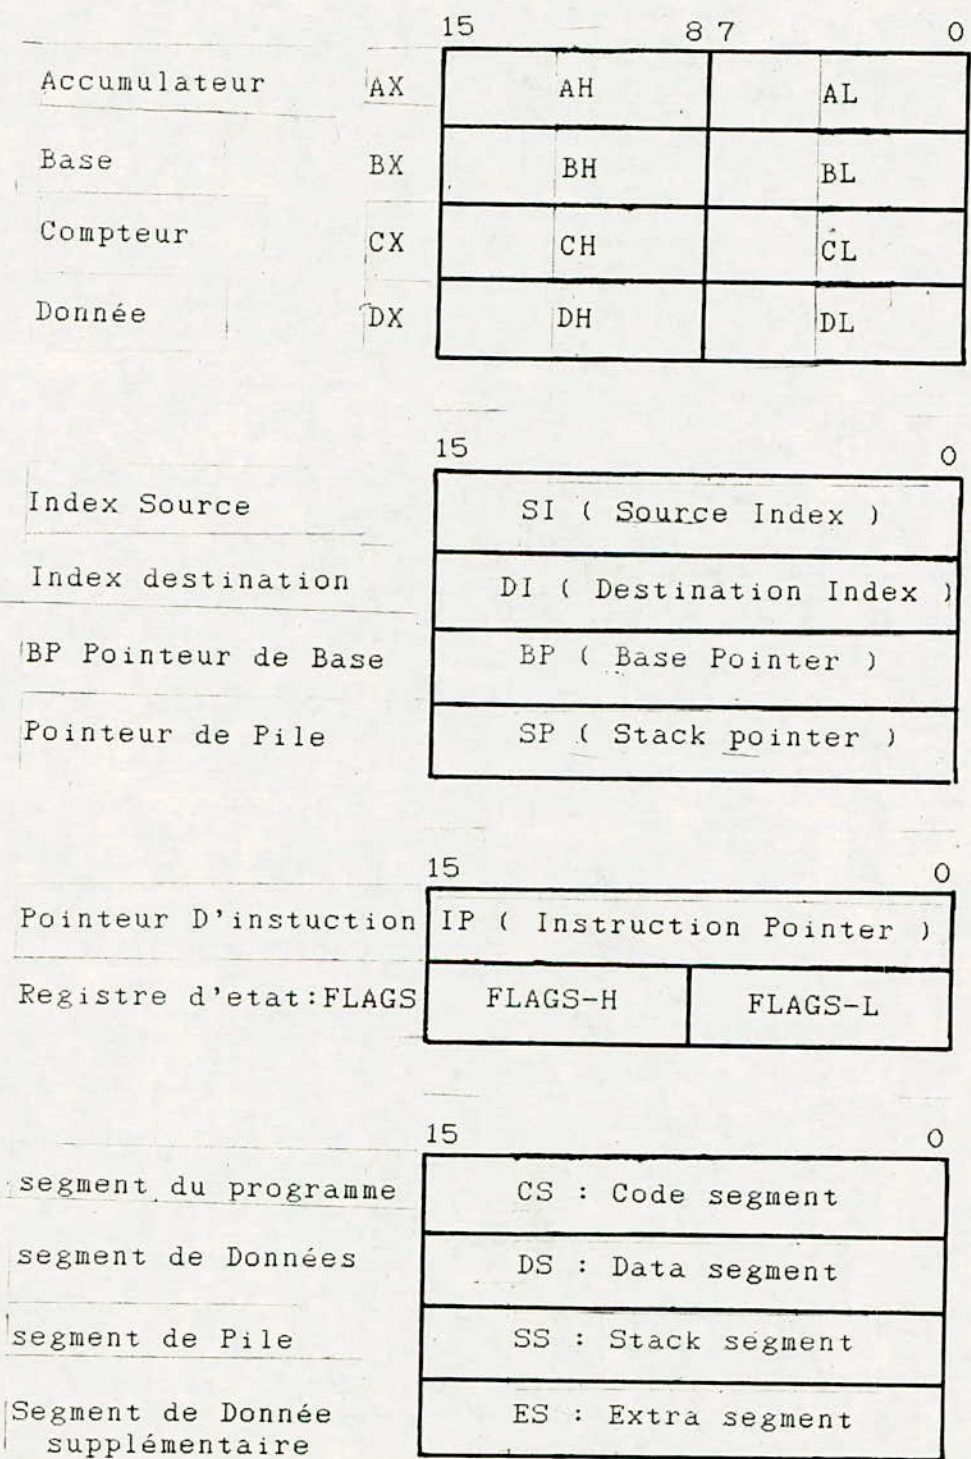 15 8 7 0
Accumulateur AX AH AL
Base BX BH BL
Compteur CX CH CL
Donnée DX DH DL
15 0
Index Source SI ( Source Index )
Index destination DI ( Destination Index )
BP Pointeur de Base BP ( Base Pointer )
Pointeur de Pile SP ( Stack pointer )
15 0
Pointeur D'instuction IP ( Instruction Pointer )
Registre d'etat:FLAGS FLAGS-H FLAGS-L
15 0
segment du programme CS : Code segment
segment de Données DS : Data segment
segment de Pile SS : Stack segment
Segment de Donnée ES : Extra segment
supplémentaire